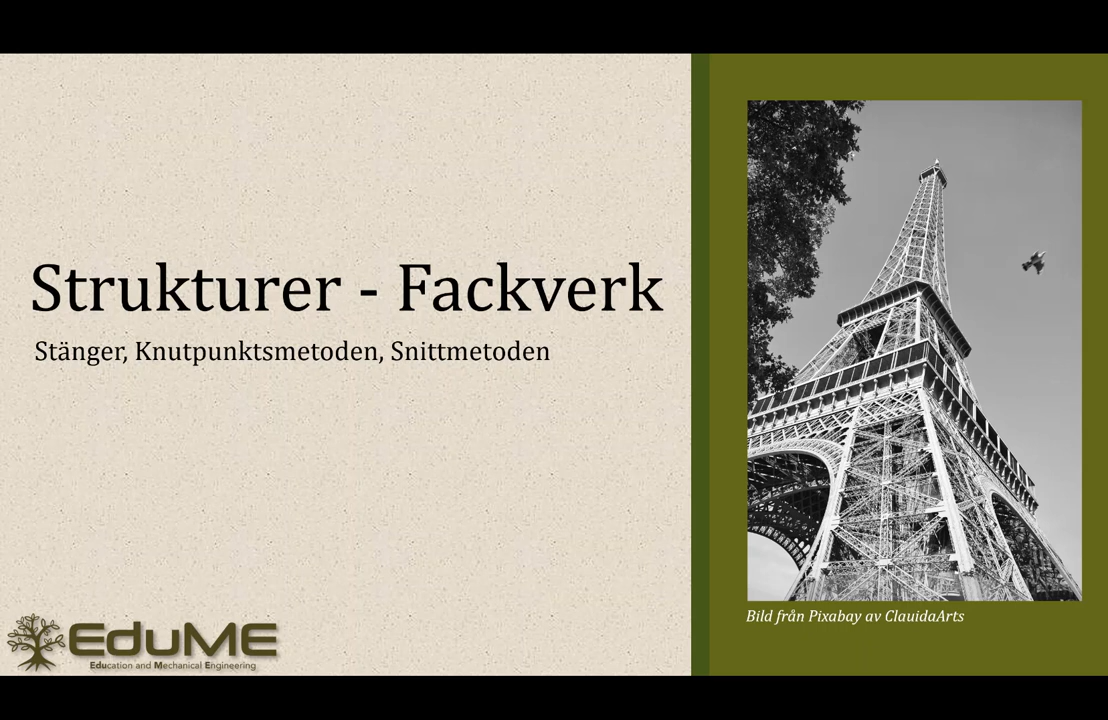 Strukturer - Fackverk
Stänger, Knutpunktsmetoden, Snittmetoden
Bild från Pixabay av ClauidaArts
EduME
Education and Mechanical Engineering